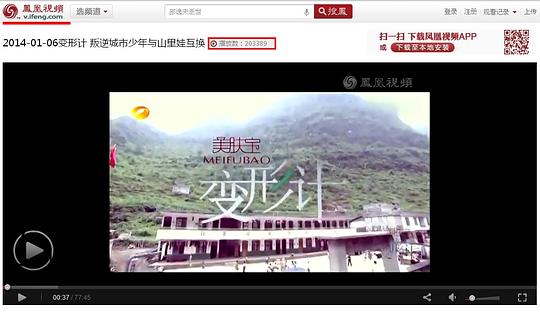 鳳凰視頻
v.ifeng.com
选频道
搜鳳
登录 注册 观看记录 上传
2014-01-06变形计 叛逆城市少年与山里娃互换
播放数：203389
扫一扫 下载凤凰视频APP
或 下载至本地安装
鳳凰视頻
美肤宝
MEIFUBAO
变形计
00:37 / 77:45